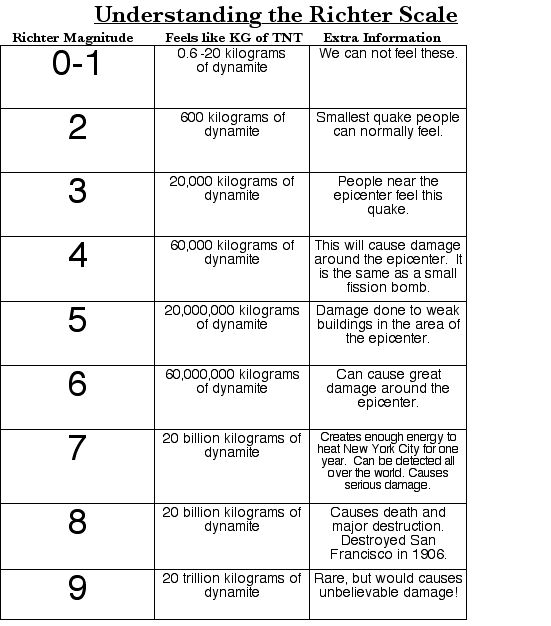 Understanding the Richter Scale
Richter Magnitude Feels like KG of TNT Extra Information
0-1
0.6 -20 kilograms
of dynamite
We can not feel these.
2
600 kilograms of
dynamite
Smallest quake people
can normally feel.
3
20,000 kilograms of
dynamite
People near the
epicenter feel this
quake.
4
60,000 kilograms of
dynamite
This will cause damage
around the epicenter. It
is the same as a small
fission bomb.
5
20,000,000 kilograms
of dynamite
Damage done to weak
buildings in the area of
the epicenter.
6
60,000,000 kilograms
of dynamite
Can cause great
damage around the
epicenter.
7
20 billion kilograms of
dynamite
Creates enough energy to
heat New York City for one
year. Can be detected all
over the world. Causes
serious damage.
8
20 billion kilograms of
dynamite
Causes death and
major destruction.
Destroyed San
Francisco in 1906.
9
20 trillion kilograms of
dynamite
Rare, but would causes
unbelievable damage!